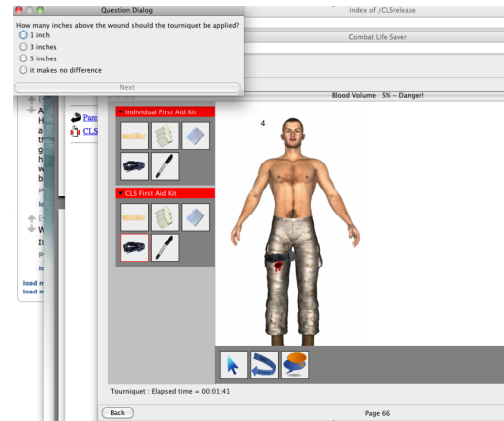 Question Dialog
Index of /CLSrelease
How many inches above the wound should the tourniquet be applied?
1 inch
3 inches
5 inches
it makes no difference
Next
Combat Life Saver
Blood Volume 5% - Danger!
Individual First Aid Kit
4
CLS First Aid Kit
Pare
CLS
load m
load m
Tourniquet : Elapsed time = 00:01:41
Back
Page 66